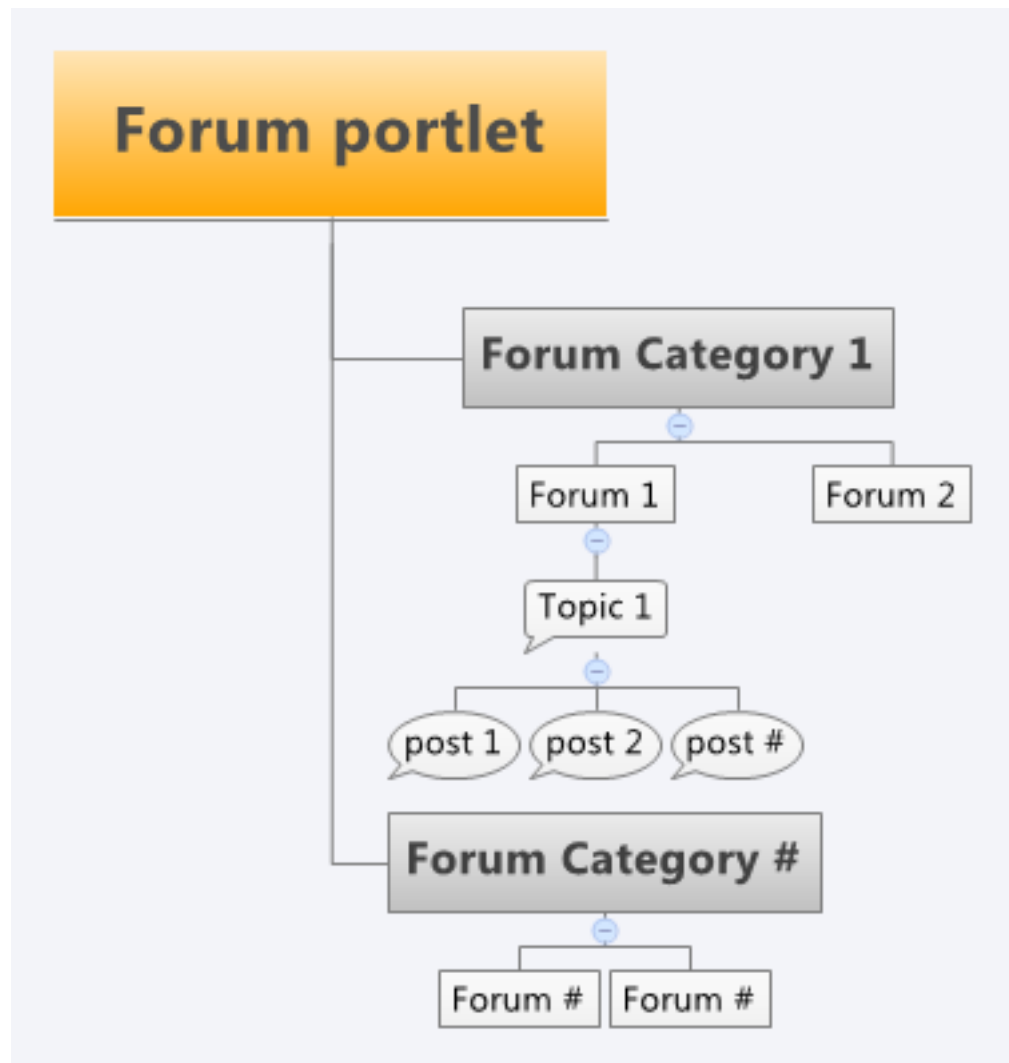 Forum portlet
Forum Category 1
Forum 1
Forum 2
Topic 1
post 1
post 2
post #
Forum Category #
Forum #
Forum #